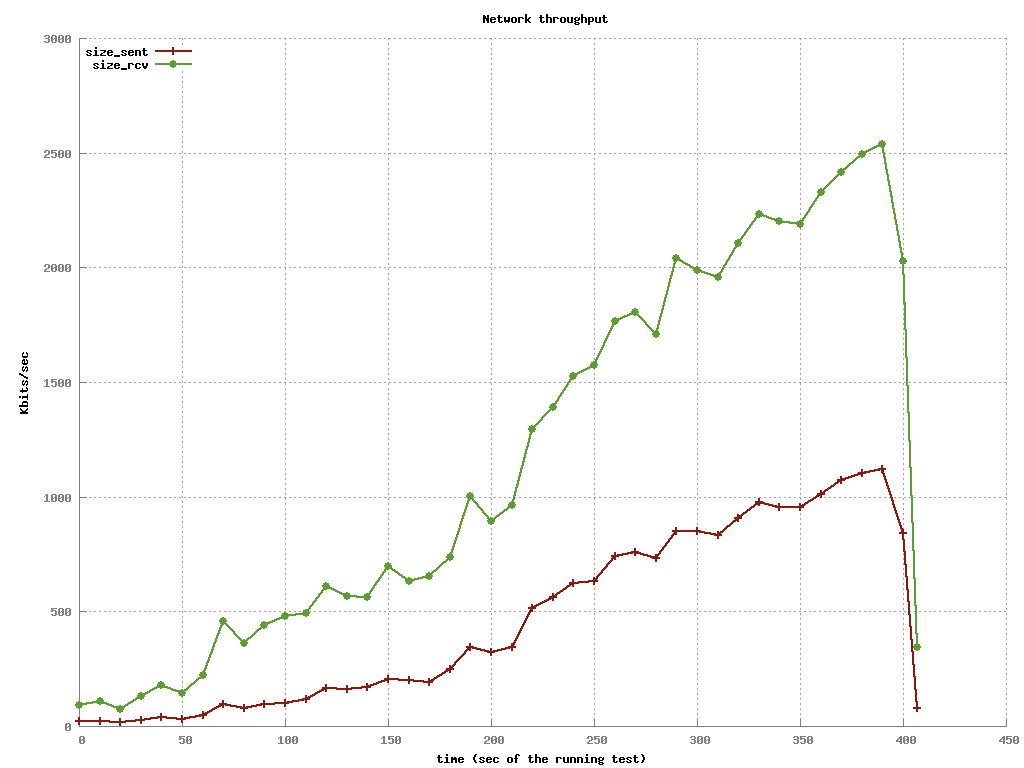 Network throughput
size_sent
size_rcv
3000
2500
2000
1500
1000
500
0
Kbits/sec
0 50 100 150 200 250 300 350 400 450
time (sec of the running test)